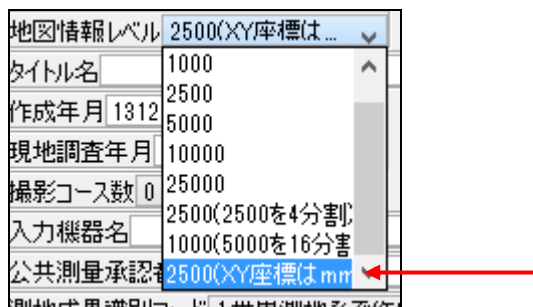 地図情報レベル 2500(XY座標は...
タイトル名 1000
2500
作成年月 1312
5000
現地調査年月 10000
撮影コース数 0 25000
2500(2500を4分割)
入力機器名 1000(5000を16分割
公共測量承認 2500(XY座標はmm